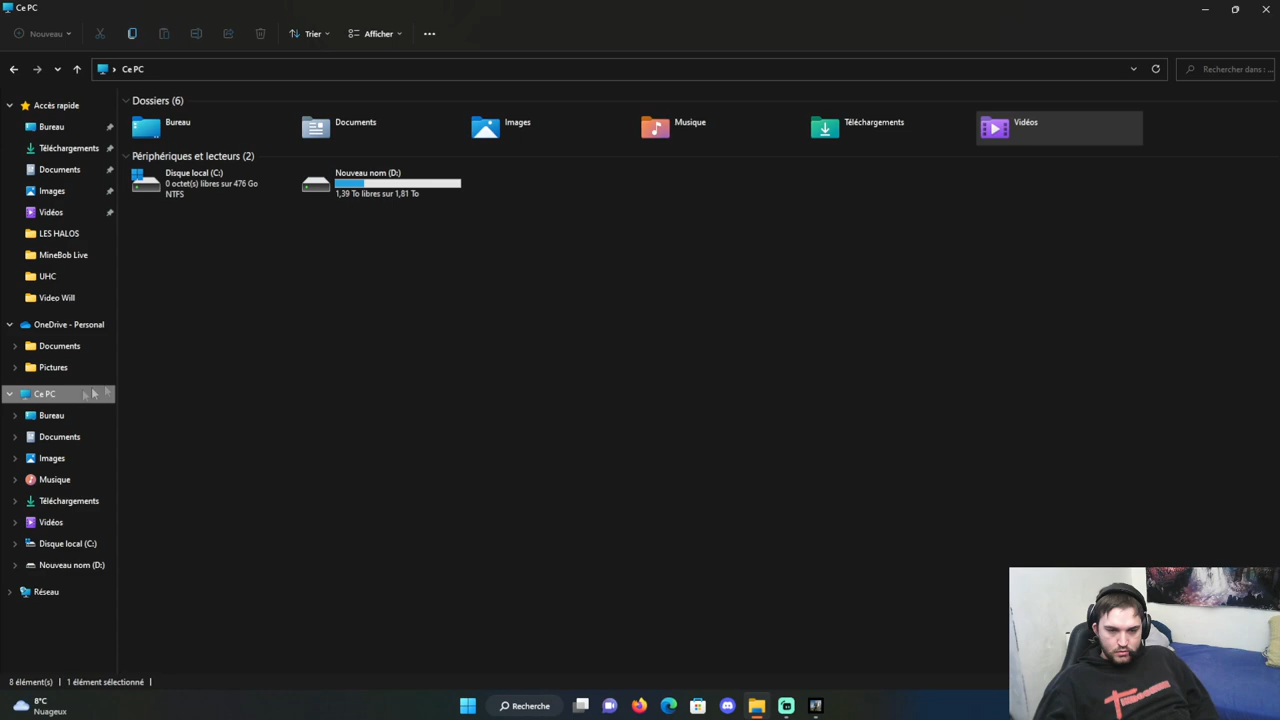 Ce PC
Nouveau
Trier
Afficher
Ce PC
Rechercher dans : ...
Accès rapide
Bureau
Téléchargements
Documents
Images
Vidéos
LES HALOS
MineBob Live
UHC
Video Will
OneDrive - Personal
Documents
Pictures
Ce PC
Bureau
Documents
Images
Musique
Téléchargements
Vidéos
Disque local (C:)
Nouveau nom (D:)
Réseau
Dossiers (6)
Bureau
Documents
Images
Musique
Téléchargements
Vidéos
Périphériques et lecteurs (2)
Disque local (C:)
0 octet(s) libres sur 476 Go
NTFS
Nouveau nom (D:)
1,39 To libres sur 1,81 To
8 élément(s)
1 élément sélectionné
8°C
Nuageux
Recherche